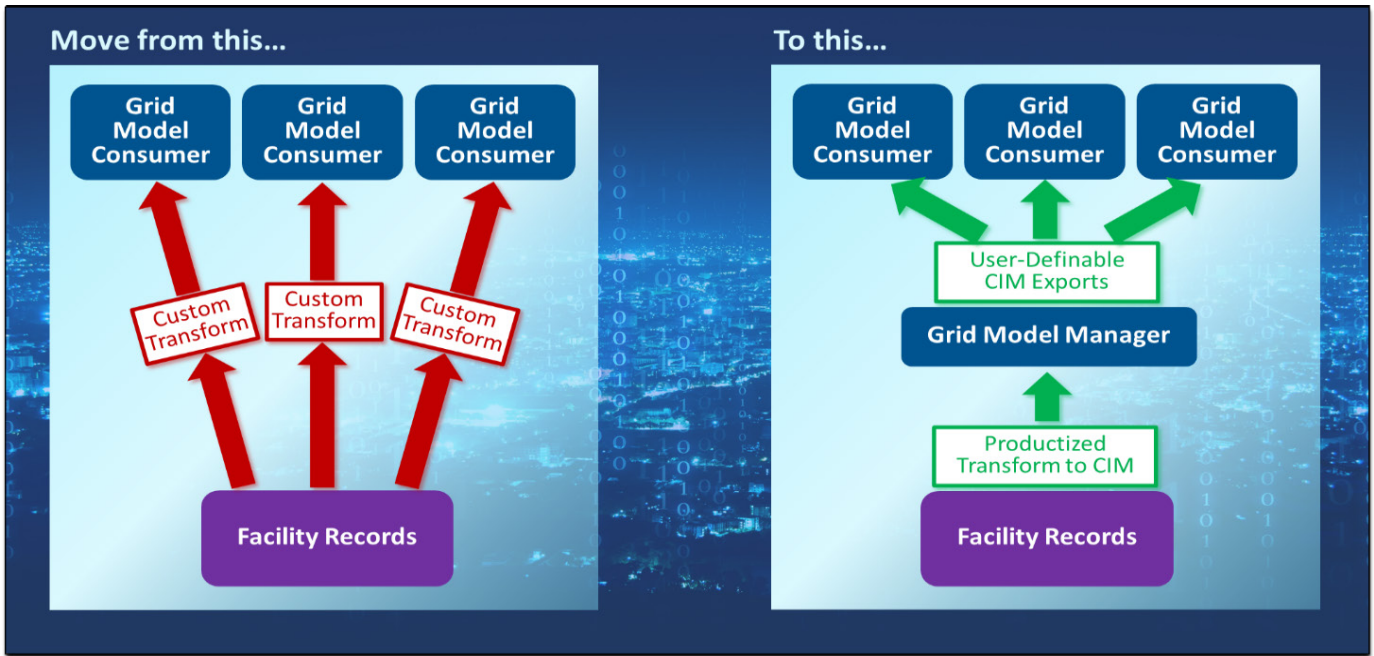 Move from this...
Grid
Model
Consumer
Grid
Model
Consumer
Grid
Model
Consumer
Custom
Transform
Custom
Transform
Custom
Transform
Facility Records
To this...
Grid
Model
Consumer
Grid
Model
Consumer
Grid
Model
Consumer
User-Definable
CIM Exports
Grid Model Manager
Productized
Transform to CIM
Facility Records